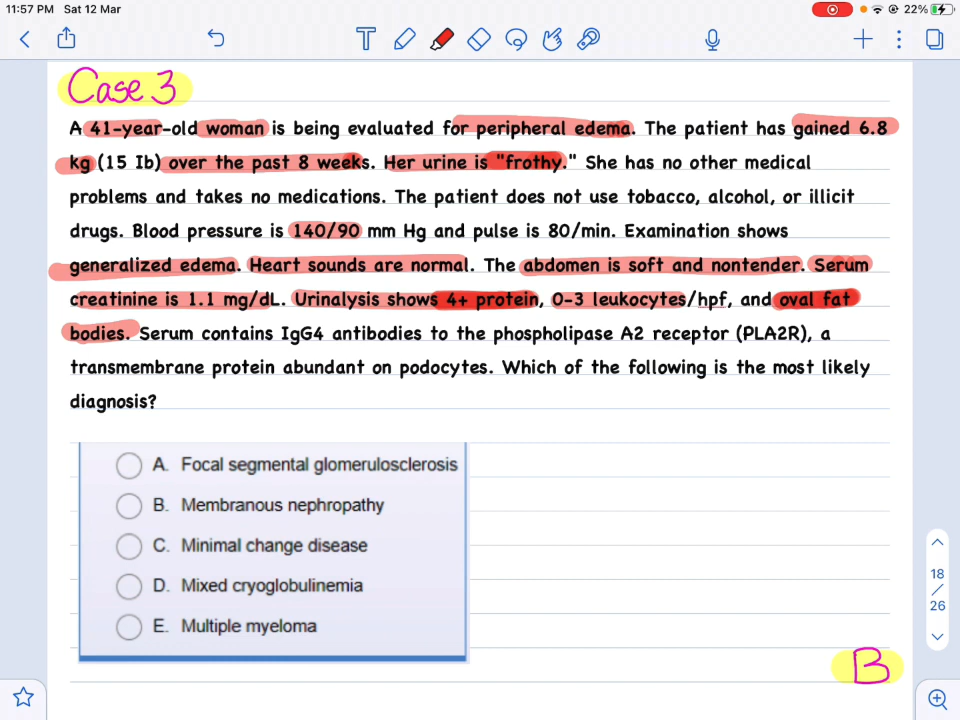 11:57 PM Sat 12 Mar
22%
T
Case 3
A 41-year-old woman is being evaluated for peripheral edema. The patient has gained 6.8
kg (15 Ib) over the past 8 weeks. Her urine is "frothy." She has no other medical
problems and takes no medications. The patient does not use tobacco, alcohol, or illicit
drugs. Blood pressure is 140/90 mm Hg and pulse is 80/min. Examination shows
generalized edema. Heart sounds are normal. The abdomen is soft and nontender. Serum
creatinine is 1.1 mg/dL. Urinalysis shows 4+ protein, 0-3 leukocytes/hpf, and oval fat
bodies. Serum contains IgG4 antibodies to the phospholipase A2 receptor (PLA2R), a
transmembrane protein abundant on podocytes. Which of the following is the most likely
diagnosis?
A. Focal segmental glomerulosclerosis
B. Membranous nephropathy
C. Minimal change disease
D. Mixed cryoglobulinemia
E. Multiple myeloma
18
/
26
B